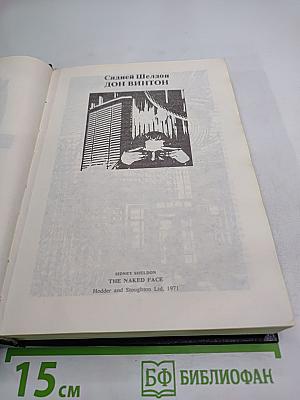 Сидней Шелдон
ДОН ВИНТОН
SIDNEY SHELDON
THE NAKED FACE
Hodder and Stoughton Ltd, 1971
15 см
БФ БИБЛИОФАН